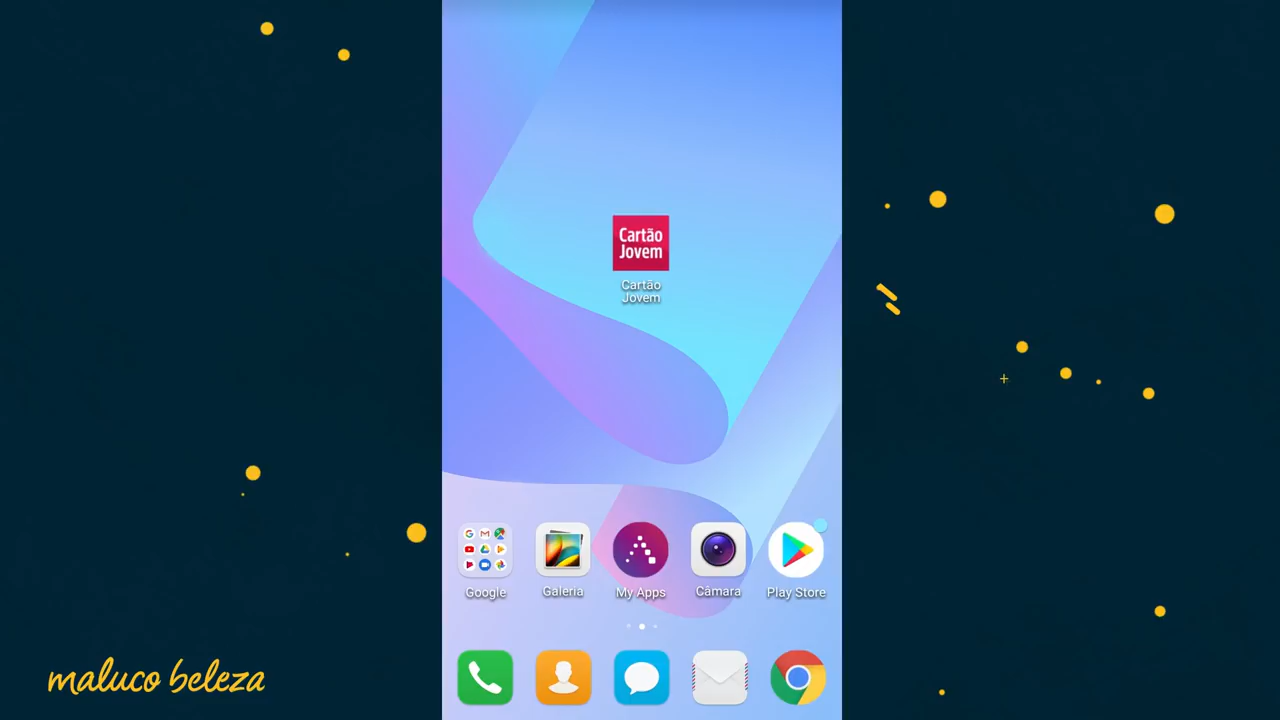 Cartão
Jovem
Cartão
Jovem
Google
Galeria
My Apps
Câmara
Play Store
maluco beleza